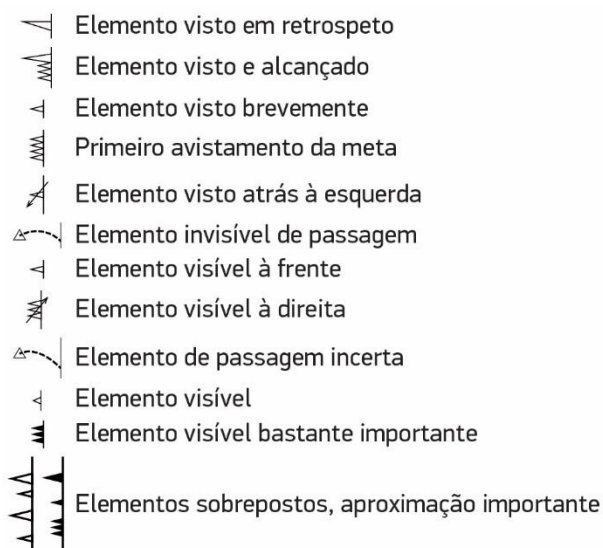 Elemento visto em retrospeto
Elemento visto e alcançado
Elemento visto brevemente
Primeiro avistamento da meta
Elemento visto atrás à esquerda
Elemento invisível de passagem
Elemento visível à frente
Elemento visível à direita
Elemento de passagem incerta
Elemento visível
Elemento visível bastante importante
Elementos sobrepostos, aproximação importante